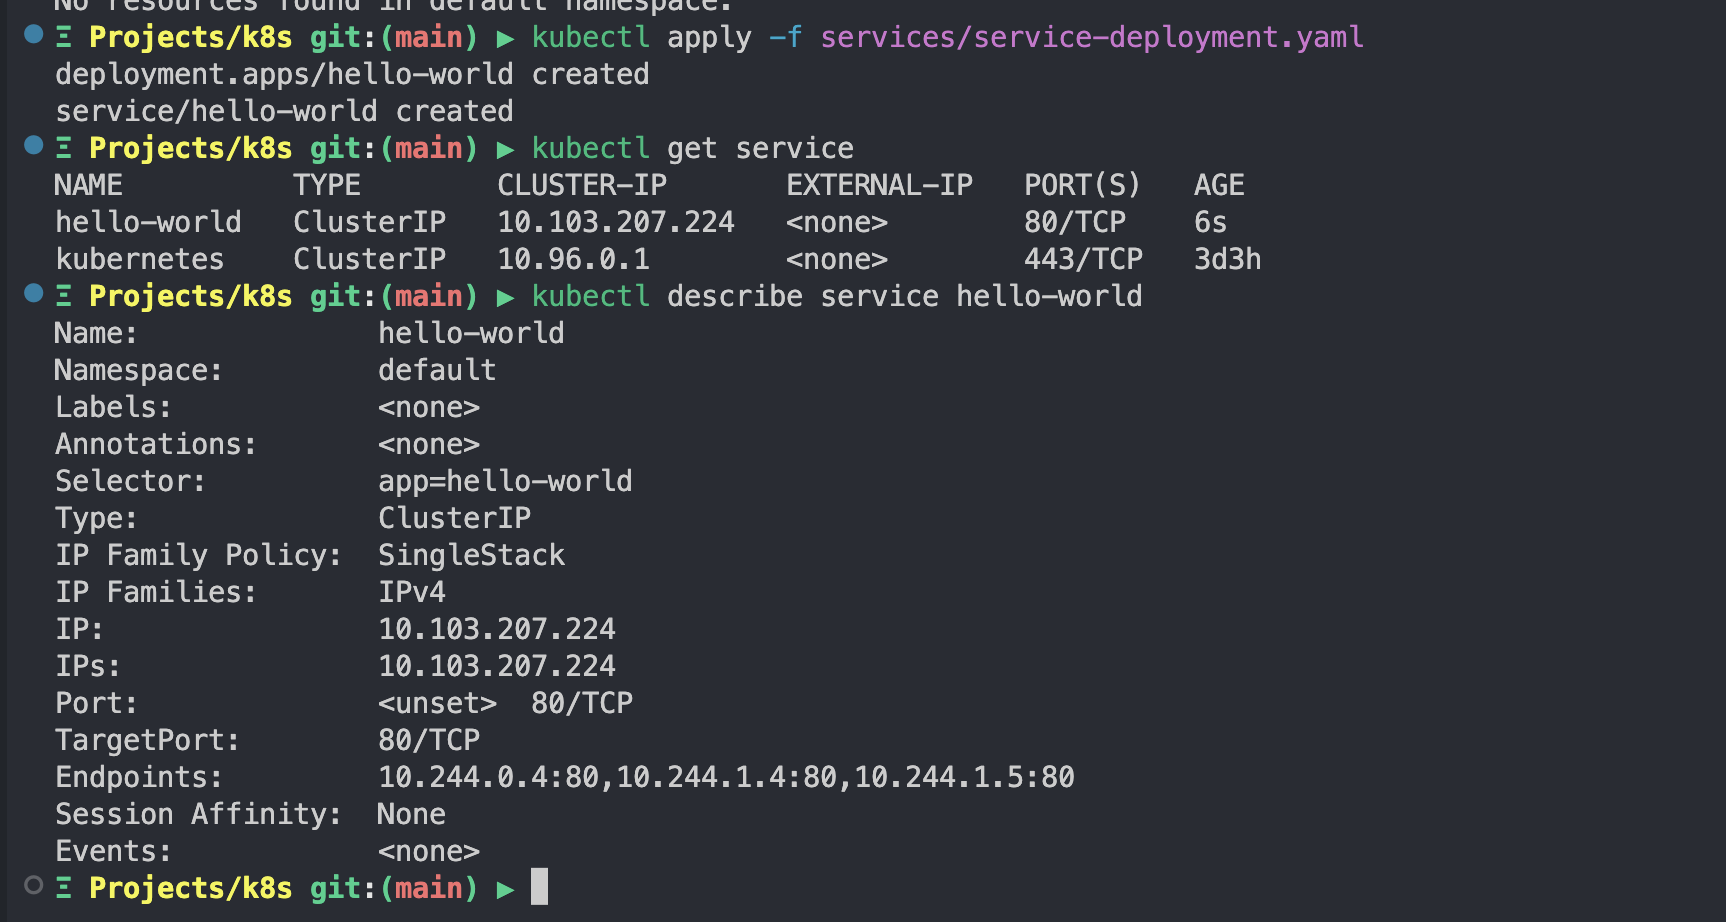 No resources found in default namespace.
Ξ Projects/k8s git:(main) ▶ kubectl apply -f services/service-deployment.yaml
deployment.apps/hello-world created
service/hello-world created
Ξ Projects/k8s git:(main) ▶ kubectl get service
NAME          TYPE        CLUSTER-IP       EXTERNAL-IP   PORT(S)   AGE
hello-world   ClusterIP   10.103.207.224   <none>        80/TCP    6s
kubernetes    ClusterIP   10.96.0.1        <none>        443/TCP   3d3h
Ξ Projects/k8s git:(main) ▶ kubectl describe service hello-world
Name:              hello-world
Namespace:         default
Labels:            <none>
Annotations:       <none>
Selector:          app=hello-world
Type:              ClusterIP
IP Family Policy:  SingleStack
IP Families:       IPv4
IP:                10.103.207.224
IPs:               10.103.207.224
Port:              <unset>  80/TCP
TargetPort:        80/TCP
Endpoints:         10.244.0.4:80,10.244.1.4:80,10.244.1.5:80
Session Affinity:  None
Events:            <none>
Ξ Projects/k8s git:(main) ▶